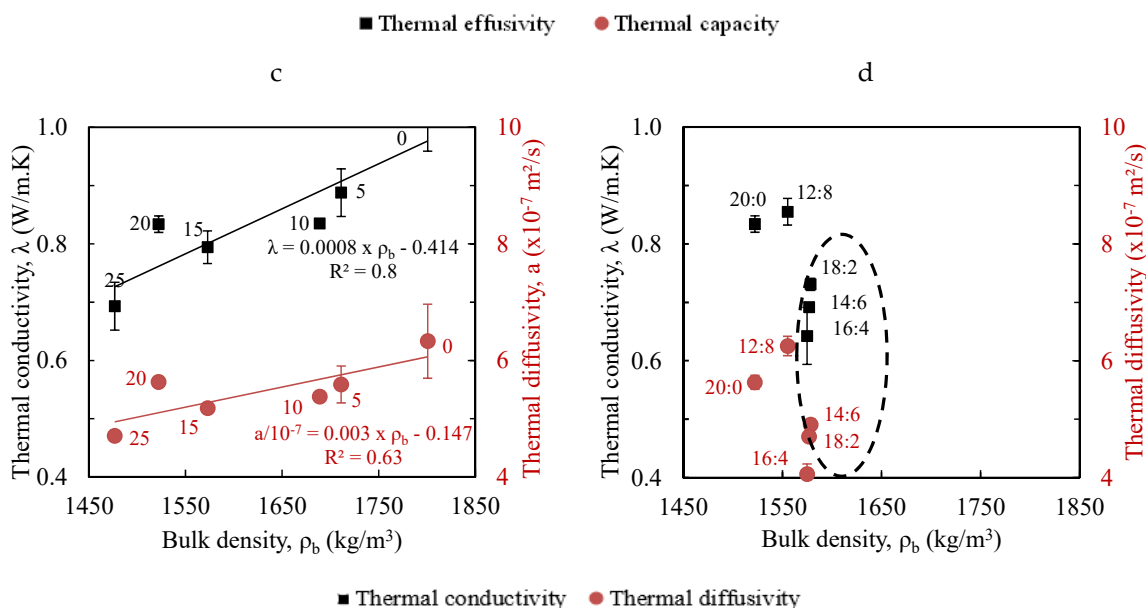 Thermal effusivity Thermal capacity
c d
Thermal conductivity, λ (W/m.K)
1.0
0.8
0.6
0.4
25
20
15
10
5
0
λ = 0.0008 x ρb - 0.414
R² = 0.8
25
20
15
10
5
0
a/10⁻⁷ = 0.003 x ρb - 0.147
R² = 0.63
10
8
6
4
Thermal diffusivity, a (x10⁻⁷ m²/s)
1450 1550 1650 1750 1850
Bulk density, ρb (kg/m³)
Thermal conductivity, λ (W/m.K)
1.0
0.8
0.6
0.4
20:0
12:8
18:2
14:6
16:4
12:8
20:0
14:6
18:2
16:4
10
8
6
4
Thermal diffusivity (x10⁻⁷ m²/s)
1450 1550 1650 1750 1850
Bulk density, ρb (kg/m³)
Thermal conductivity Thermal diffusivity